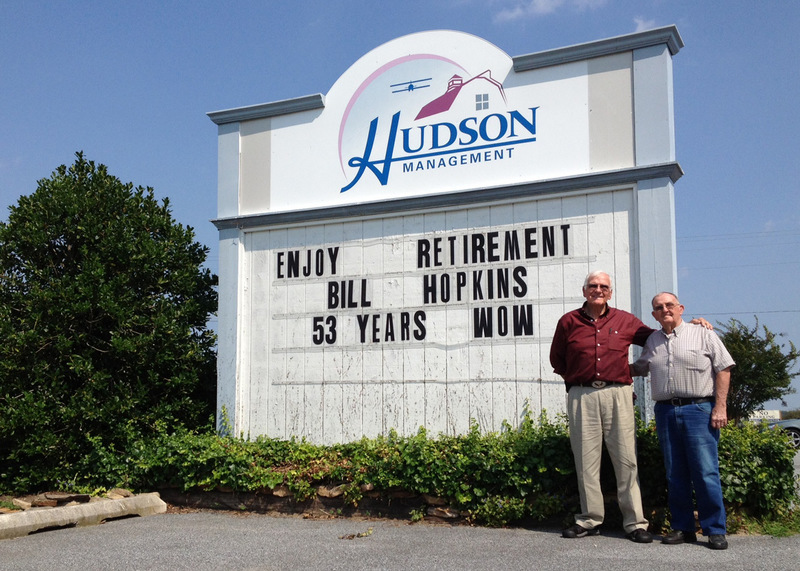 HUDSON
MANAGEMENT
ENJOY RETIREMENT
BILL HOPKINS
53 YEARS WOW